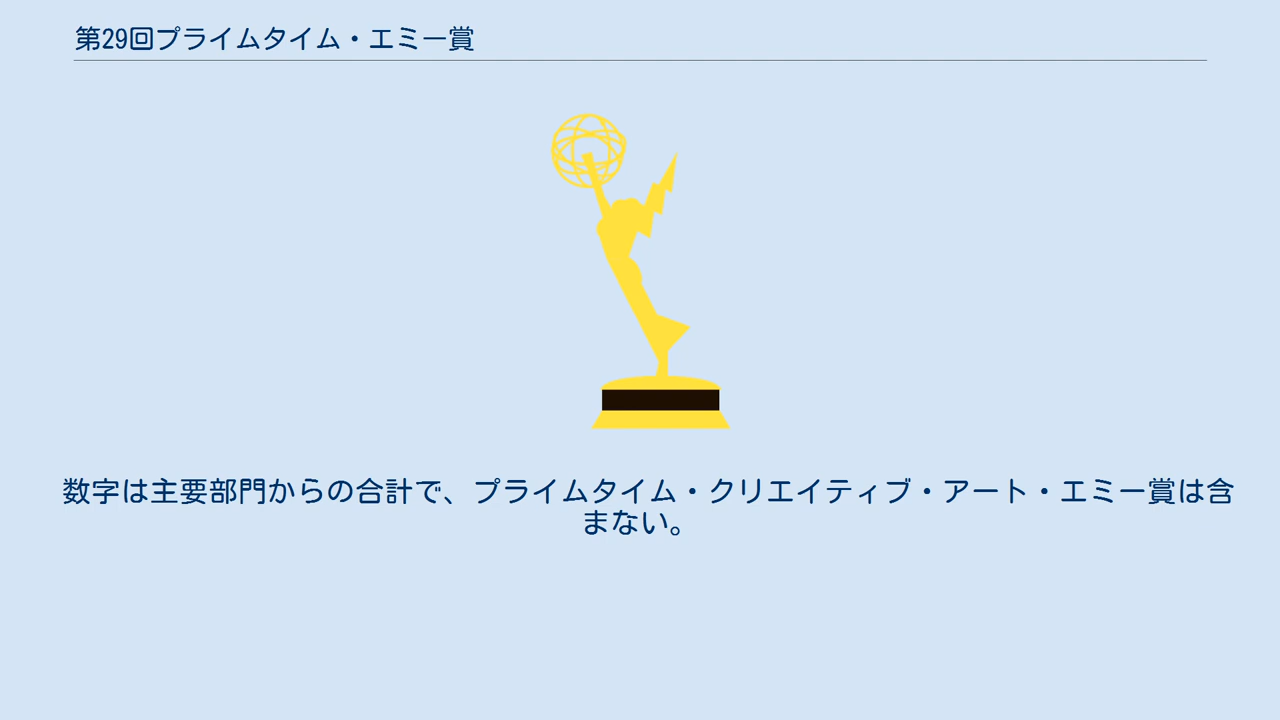 第29回プライムタイム・エミー賞
数字は主要部門からの合計で、プライムタイム・クリエイティブ・アート・エミー賞は含
まない。